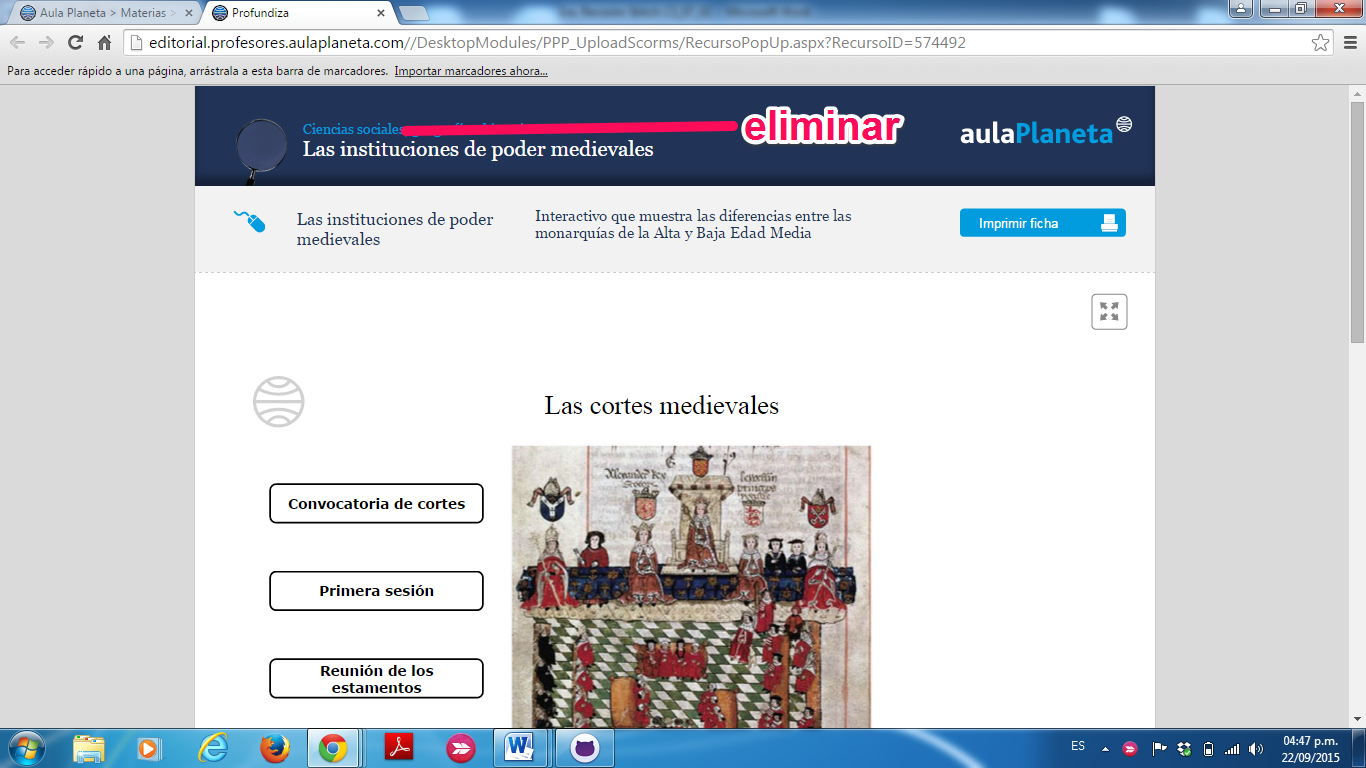 Aula Planeta > Materias >
Profundiza
editorial.profesores.aulaplaneta.com//DesktopModules/PPP_UploadScorms/RecursoPopUp.aspx?RecursoID=574492
Para acceder rápido a una página, arrástrala a esta barra de marcadores. Importar marcadores ahora...
Ciencias sociales
eliminar
Las instituciones de poder medievales
aulaPlaneta
Las instituciones de poder
medievales
Interactivo que muestra las diferencias entre las
monarquías de la Alta y Baja Edad Media
Imprimir ficha
Las cortes medievales
Convocatoria de cortes
Primera sesión
Reunión de los
estamentos
ES
04:47 p.m.
22/09/2015